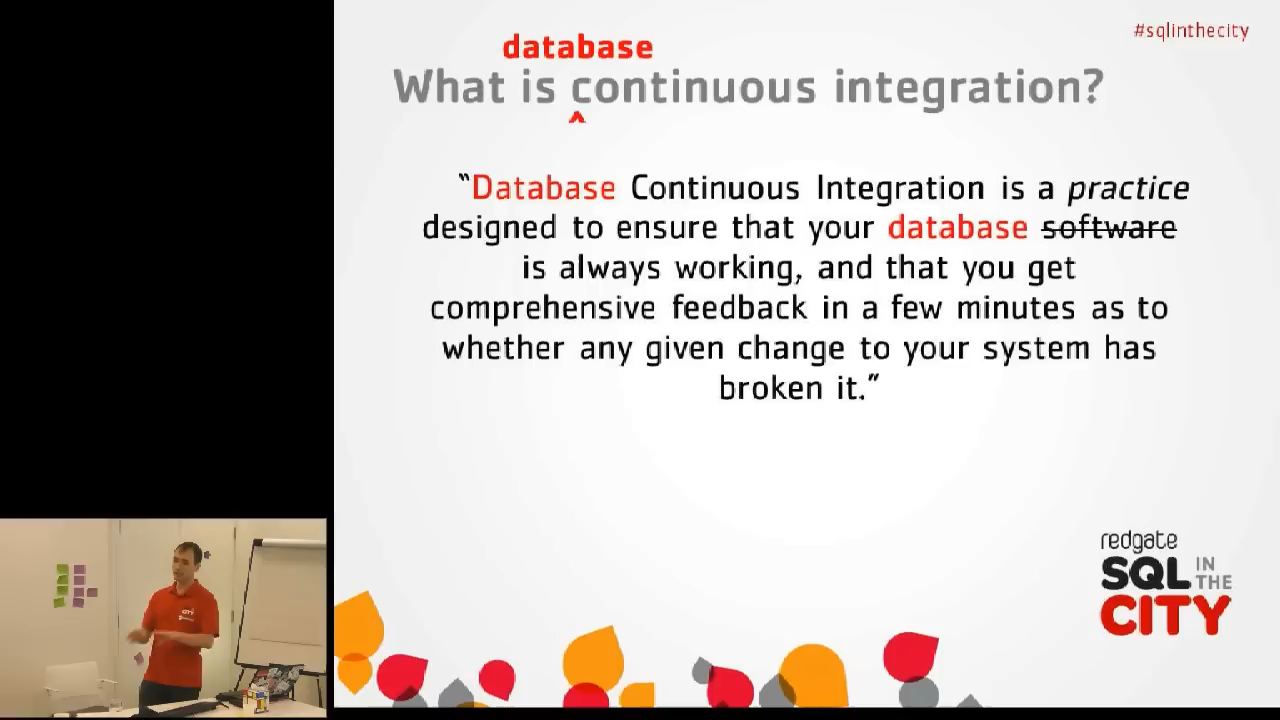 #sqlinthecity
database
What is continuous integration?
^
“Database Continuous Integration is a practice
designed to ensure that your database software
is always working, and that you get
comprehensive feedback in a few minutes as to
whether any given change to your system has
broken it.”
redgate
SQL IN THE
CITY